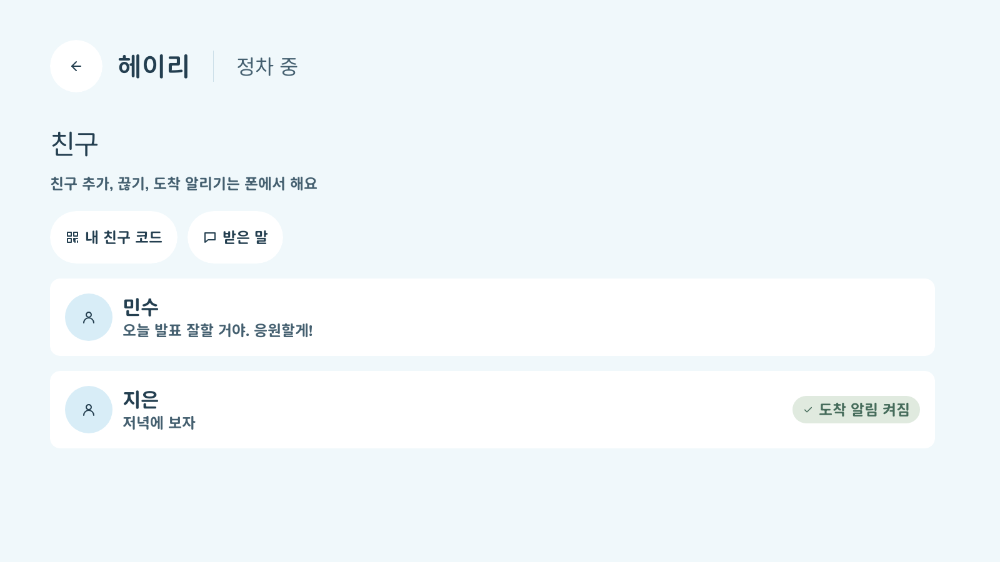 헤이리
정차 중
친구
친구 추가, 끊기, 도착 알리기는 폰에서 해요
내 친구 코드
받은 말
민수
오늘 발표 잘할 거야. 응원할게!
지은
저녁에 보자
도착 알림 켜짐